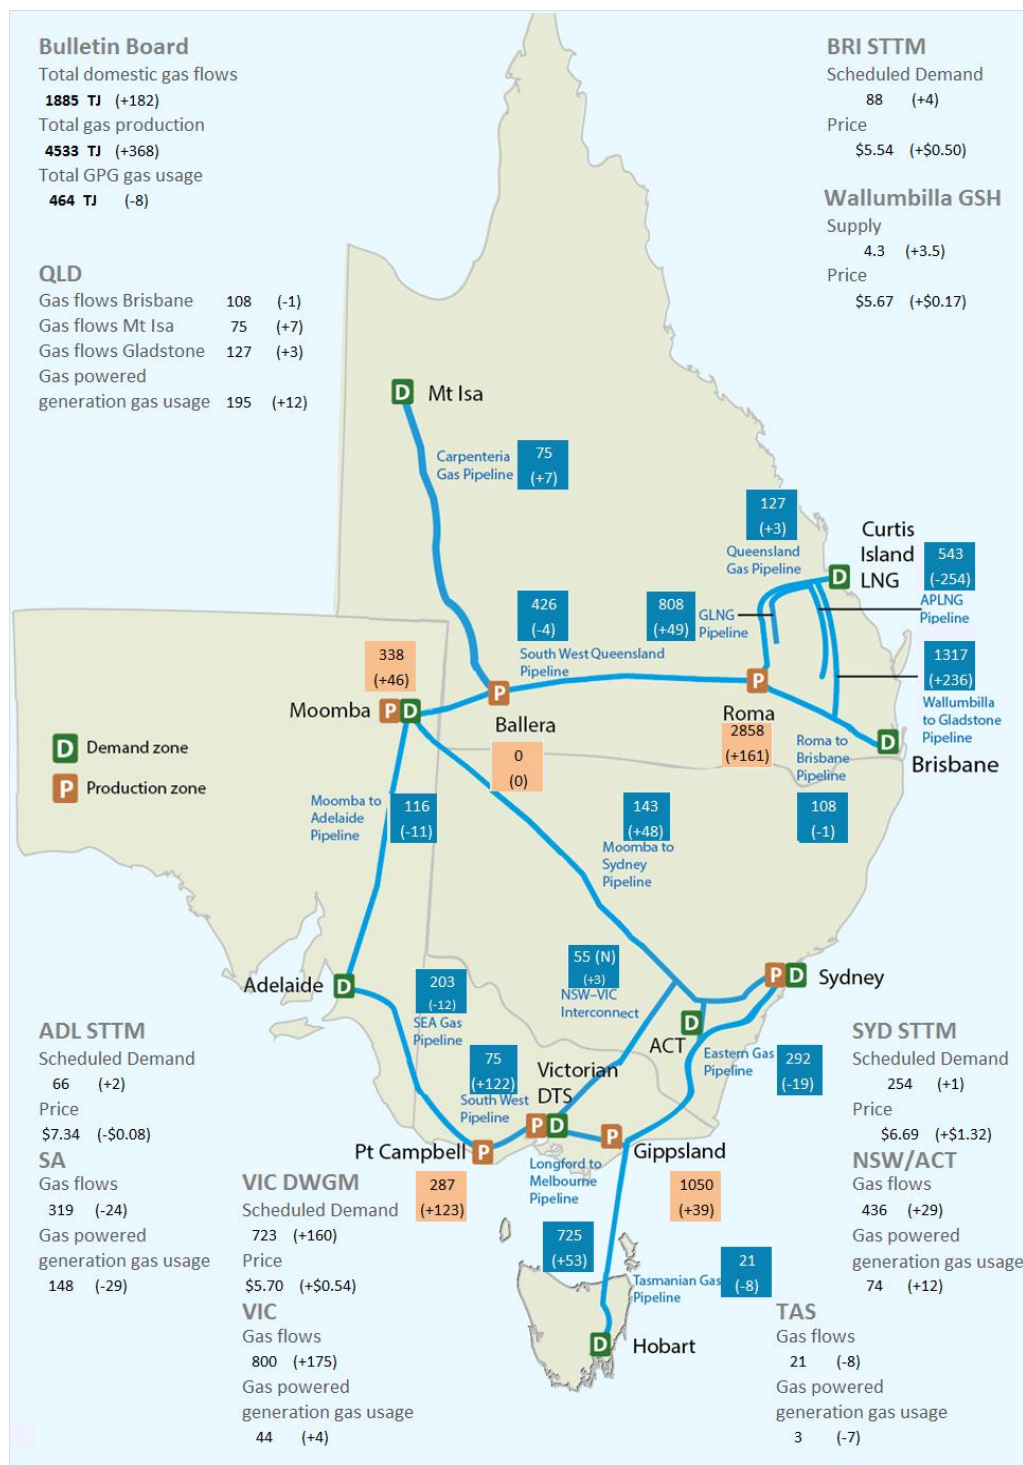 Bulletin Board
Total domestic gas flows
1885 TJ (+182)
Total gas production
4533 TJ (+368)
Total GPG gas usage
464 TJ (-8)
BRI STTM
Scheduled Demand
88 (+4)
Price
$5.54 (+$0.50)
Wallumbilla GSH
Supply
4.3 (+3.5)
Price
$5.67 (+$0.17)
QLD
Gas flows Brisbane 108 (-1)
Gas flows Mt Isa 75 (+7)
Gas flows Gladstone 127 (+3)
Gas powered
generation gas usage 195 (+12)
D Mt Isa
Carpenteria
Gas Pipeline
75
(+7)
127
(+3)
Queensland
Gas Pipeline
Curtis
Island
D LNG
543
(-254)
APLNG
Pipeline
426
(-4)
South West Queensland
Pipeline
808
(+49)
GLNG
Pipeline
1317
(+236)
Wallumbilla
to Gladstone
Pipeline
338
(+46)
Moomba P D
P
Ballera
0
(0)
P
Roma
2858
(+161)
Roma to
Brisbane
Pipeline
D
Brisbane
108
(-1)
D Demand zone
P Production zone
Moomba to
Adelaide
Pipeline
116
(-11)
143
(+48)
Moomba to
Sydney
Pipeline
Adelaide D
203
(-12)
SEA Gas
Pipeline
55 (N)
(+3)
NSW–VIC
Interconnect
P D Sydney
D
ACT
Eastern Gas
Pipeline
292
(-19)
75
(+122)
South West
Pipeline
Victorian
DTS
P D
P
Gippsland
1050
(+39)
Pt Campbell P
287
(+123)
Longford to
Melbourne
Pipeline
725
(+53)
21
(-8)
Tasmanian Gas
Pipeline
D Hobart
ADL STTM
Scheduled Demand
66 (+2)
Price
$7.34 (-$0.08)
SA
Gas flows
319 (-24)
Gas powered
generation gas usage
148 (-29)
VIC DWGM
Scheduled Demand
723 (+160)
Price
$5.70 (+$0.54)
VIC
Gas flows
800 (+175)
Gas powered
generation gas usage
44 (+4)
SYD STTM
Scheduled Demand
254 (+1)
Price
$6.69 (+$1.32)
NSW/ACT
Gas flows
436 (+29)
Gas powered
generation gas usage
74 (+12)
TAS
Gas flows
21 (-8)
Gas powered
generation gas usage
3 (-7)